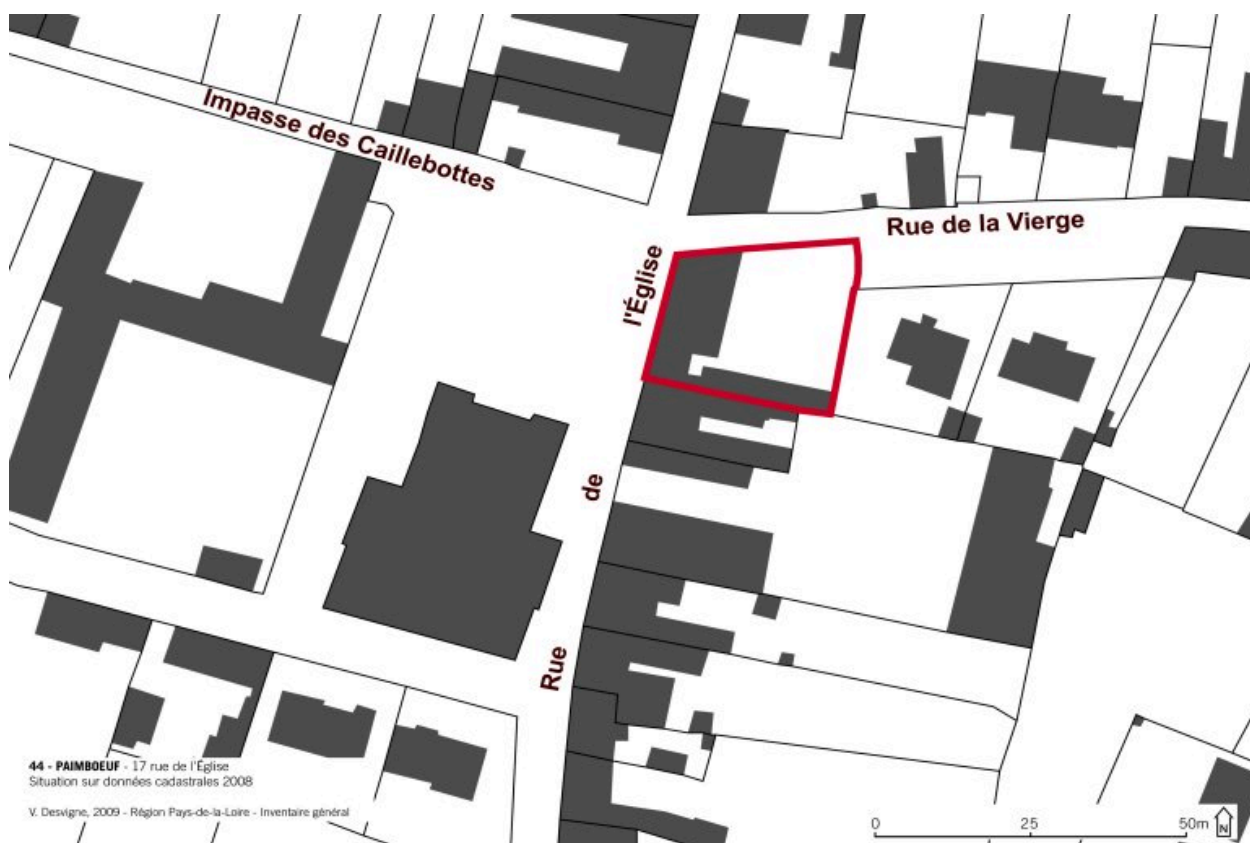 Impasse des Caillebottes
Rue de la Vierge
Rue de l'Église
44 - PAIMBOEUF - 17 rue de l'Église
Situation sur données cadastrales 2008
V. Desvigne, 2009 - Région Pays-de-la-Loire - Inventaire général
0 25 50m
N